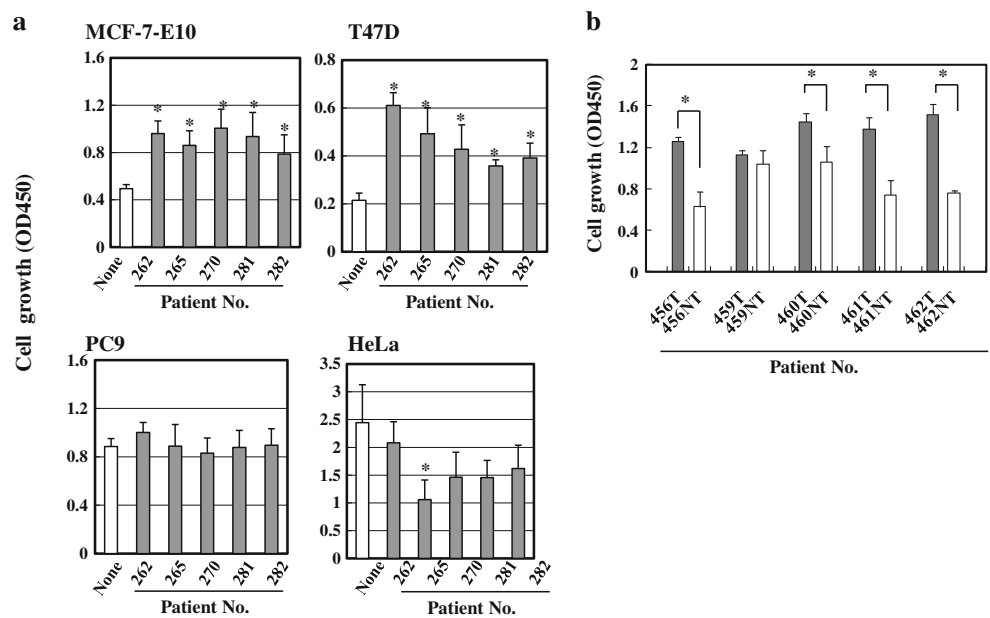 a
MCF-7-E10
T47D
1.6
1.2
0.8
0.4
0
* * * * *
None 262 265 270 281 282
Patient No.
0.8
0.6
0.4
0.2
0
* * * * *
None 262 265 270 281 282
Patient No.
Cell growth (OD450)
PC9
HeLa
1.6
1.2
0.8
0.4
0
None 262 265 270 281 282
Patient No.
3.5
3
2.5
2
1.5
1
0.5
0
*
None 262 265 270 281 282
Patient No.
b
Cell growth (OD450)
2
1.6
1.2
0.8
0.4
0
* * * *
456T 456NT 459T 459NT 460T 460NT 461T 461NT 462T 462NT
Patient No.